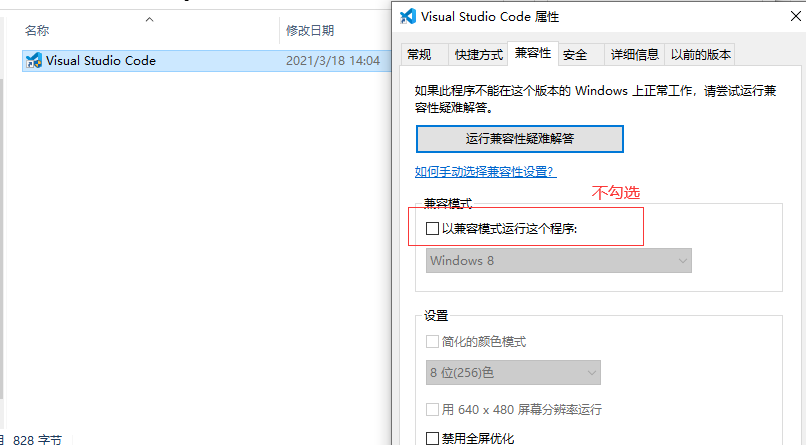 名称
修改日期
Visual Studio Code
2021/3/18 14:04
828 字节
Visual Studio Code 属性
常规
快捷方式
兼容性
安全
详细信息
以前的版本
如果此程序不能在这个版本的 Windows 上正常工作，请尝试运行兼
容性疑难解答。
运行兼容性疑难解答
如何手动选择兼容性设置?
不勾选
兼容模式
以兼容模式运行这个程序:
Windows 8
设置
简化的颜色模式
8 位(256)色
用 640 x 480 屏幕分辨率运行
禁用全屏优化